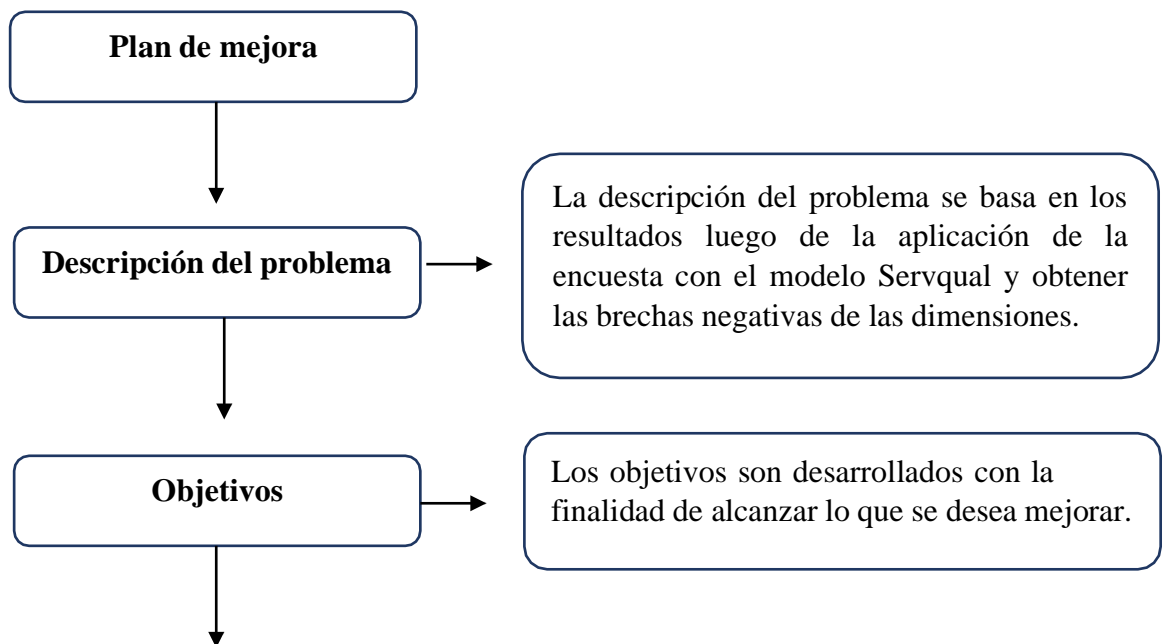 Plan de mejora
Descripción del problema
La descripción del problema se basa en los
resultados luego de la aplicación de la
encuesta con el modelo Servqual y obtener
las brechas negativas de las dimensiones.
Objetivos
Los objetivos son desarrollados con la
finalidad de alcanzar lo que se desea mejorar.